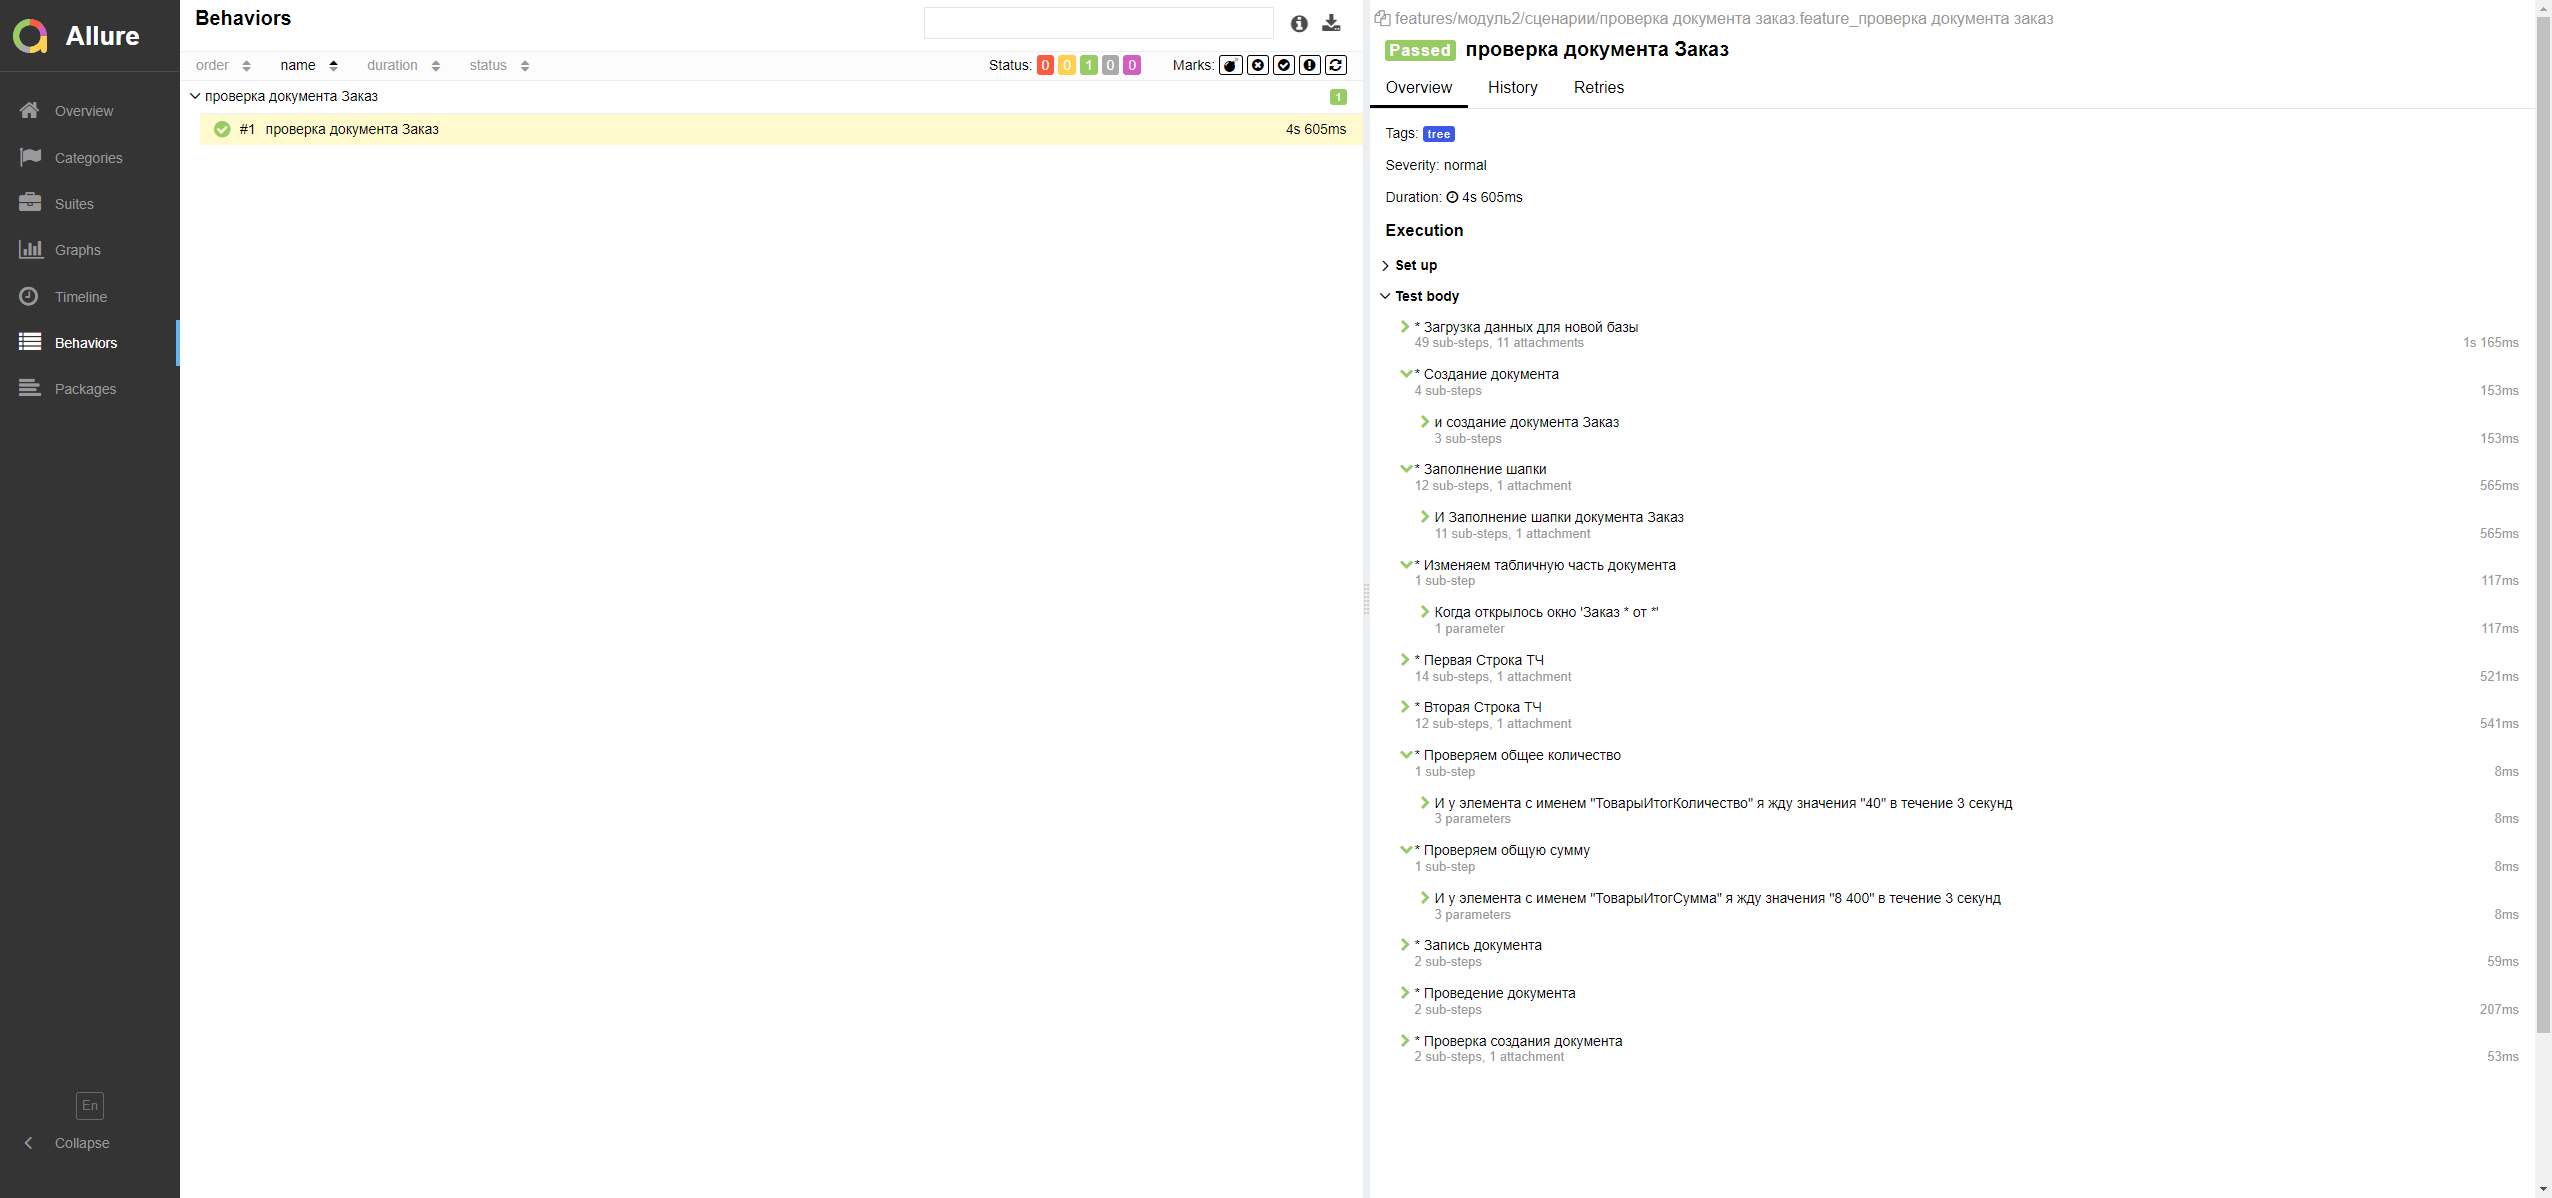 Allure
Overview
Categories
Suites
Graphs
Timeline
Behaviors
Packages
En
Collapse
Behaviors
order name duration status
Status: 0 0 1 0 0 Marks:
проверка документа Заказ 1
#1 проверка документа Заказ 4s 605ms
features/модуль2/сценарии/проверка документа заказ.feature_проверка документа заказ
Passed проверка документа Заказ
Overview History Retries
Tags: tree
Severity: normal
Duration: 4s 605ms
Execution
Set up
Test body
* Загрузка данных для новой базы
49 sub-steps, 11 attachments 1s 165ms
* Создание документа
4 sub-steps 153ms
и создание документа Заказ
3 sub-steps 153ms
* Заполнение шапки
12 sub-steps, 1 attachment 565ms
И Заполнение шапки документа Заказ
11 sub-steps, 1 attachment 565ms
* Изменяем табличную часть документа
1 sub-step 117ms
Когда открылось окно 'Заказ * от *'
1 parameter 117ms
* Первая Строка ТЧ
14 sub-steps, 1 attachment 521ms
* Вторая Строка ТЧ
12 sub-steps, 1 attachment 541ms
* Проверяем общее количество
1 sub-step 8ms
И у элемента с именем "ТоварыИтогКоличество" я жду значения "40" в течение 3 секунд
3 parameters 8ms
* Проверяем общую сумму
1 sub-step 8ms
И у элемента с именем "ТоварыИтогСумма" я жду значения "8 400" в течение 3 секунд
3 parameters 8ms
* Запись документа
2 sub-steps 59ms
* Проведение документа
2 sub-steps 207ms
* Проверка создания документа
2 sub-steps, 1 attachment 53ms